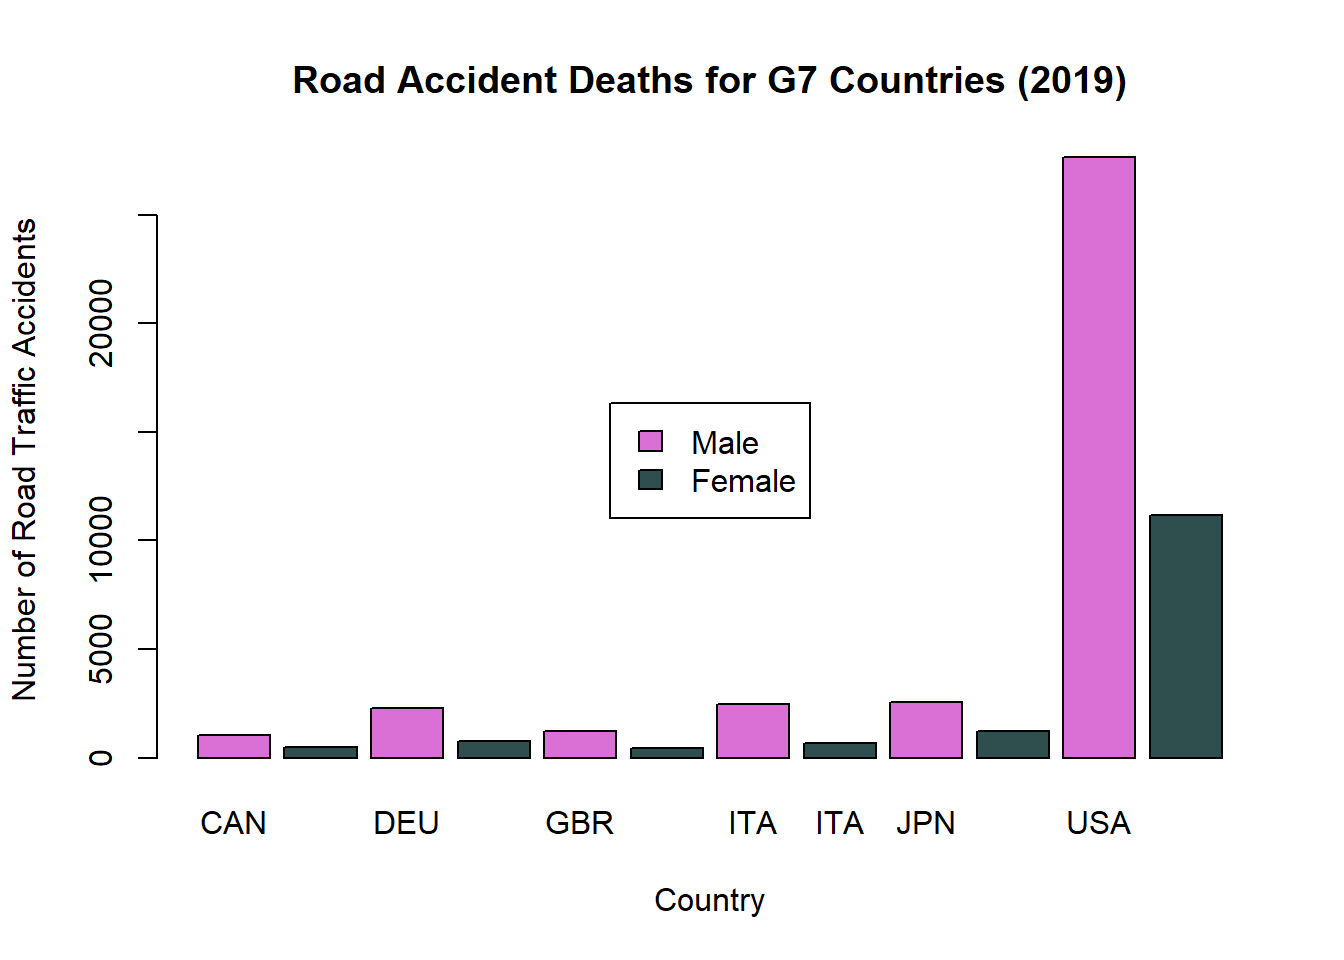 Road Accident Deaths for G7 Countries (2019)
Number of Road Traffic Accidents
20000
10000
5000
0
Male
Female
CAN DEU GBR ITA ITA JPN USA
Country